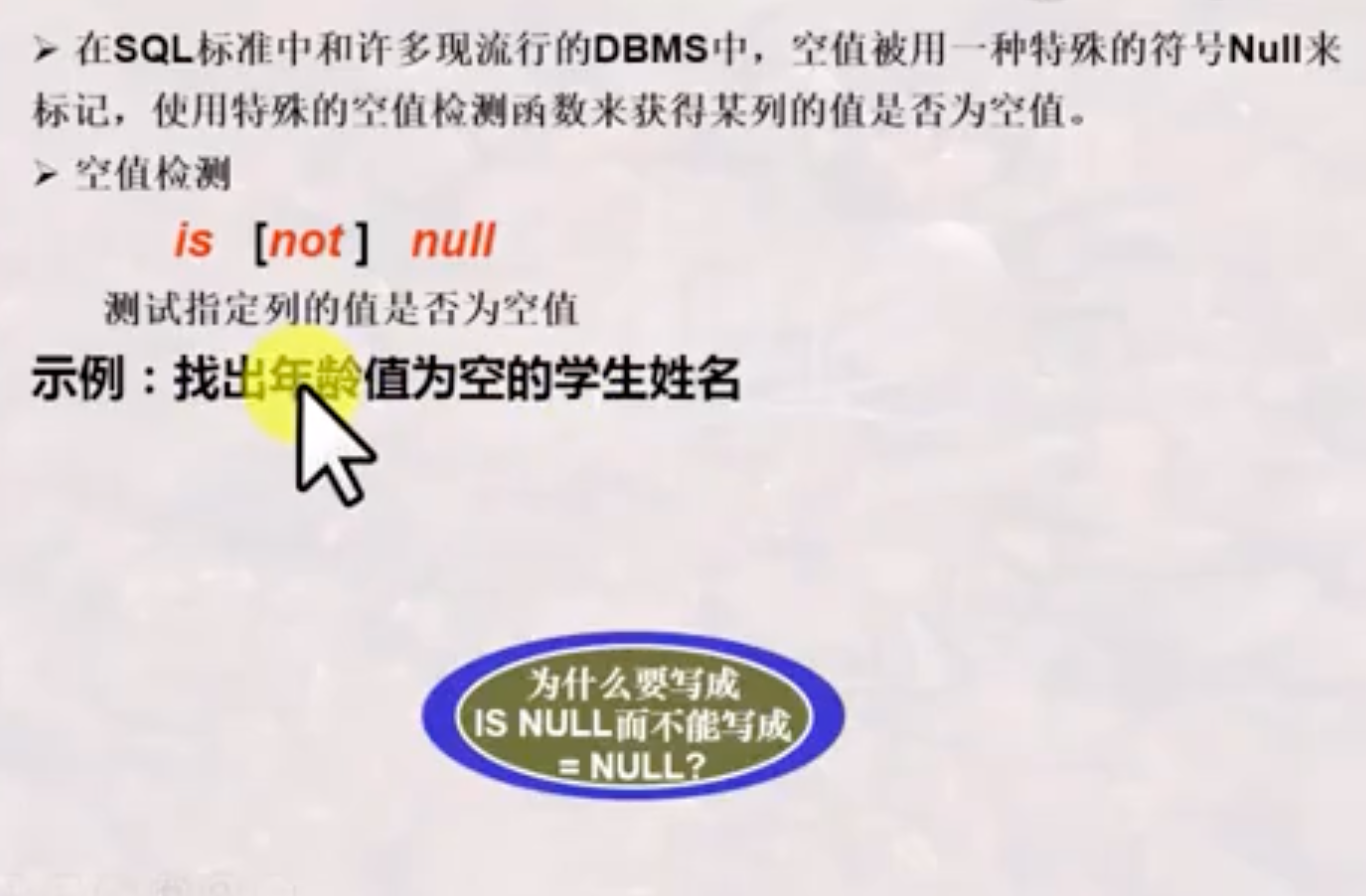 ➢ 在SQL标准中和许多现流行的DBMS中，空值被用一种特殊的符号Null来
标记，使用特殊的空值检测函数来获得某列的值是否为空值。
➢ 空值检测
is [not ] null
测试指定列的值是否为空值
示例：找出年龄值为空的学生姓名
为什么要写成
IS NULL而不能写成
= NULL?